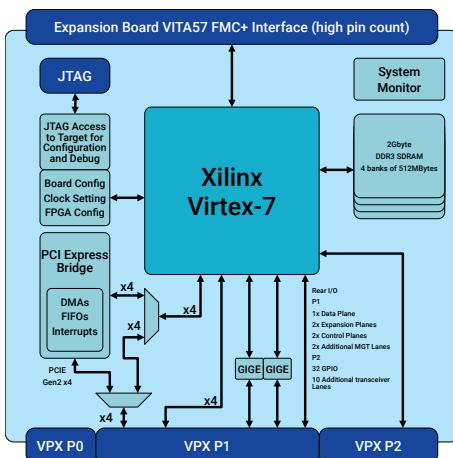 Expansion Board VITA57 FMC+ Interface (high pin count)
JTAG
System
Monitor
JTAG Access
to Target for
Configuration
and Debug
Board Config
Clock Setting
FPGA Config
Xilinx
Virtex-7
2Gbyte
DDR3 SDRAM
4 banks of 512MBytes
PCI Express
Bridge
DMAs
FIFOs
Interrupts
x4
x4
x4
PCIE
Gen2 x4
x4
x4
GIGE
GIGE
Rear I/O
P1
1x Data Plane
2x Expansion Planes
2x Control Planes
2x Additional MGT Lanes
P2
32 GPIO
10 Additional transceiver
Lanes
VPX P0
VPX P1
VPX P2